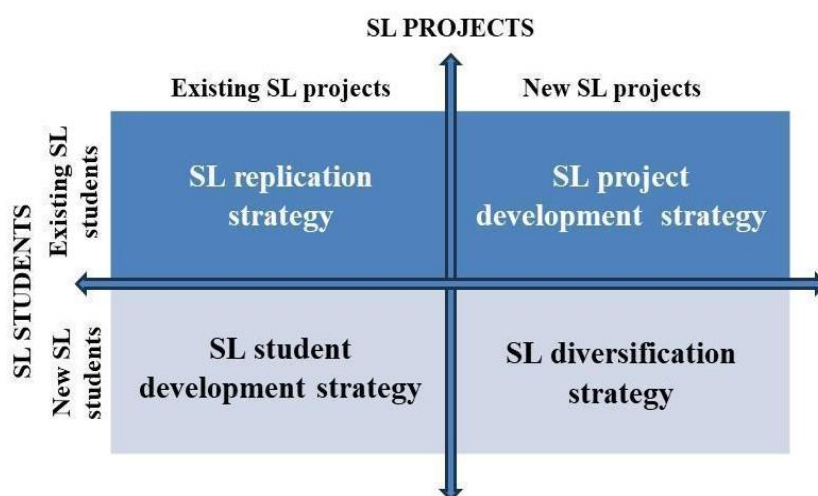 SL PROJECTS
Existing SL projects
New SL projects
SL STUDENTS
Existing SL
students
SL replication
strategy
SL project
development strategy
New SL
students
SL student
development strategy
SL diversification
strategy